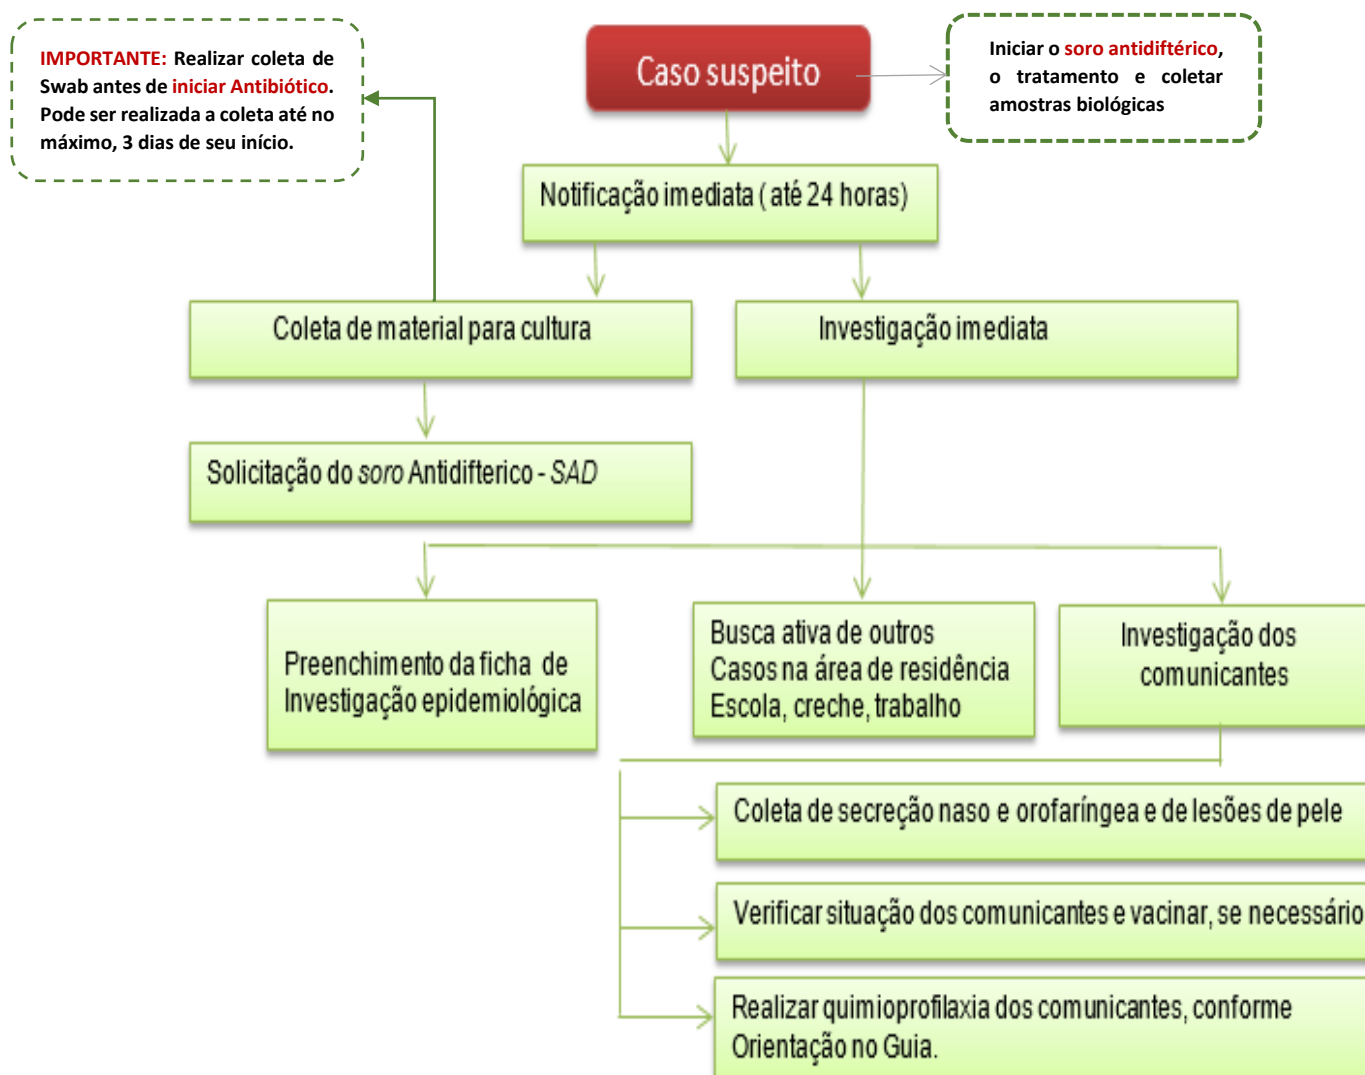 IMPORTANTE: Realizar coleta de
Swab antes de iniciar Antibiótico.
Pode ser realizada a coleta até no
máximo, 3 dias de seu início.
Caso suspeito
Iniciar o soro antidiftérico,
o tratamento e coletar
amostras biológicas
Notificação imediata ( até 24 horas)
Coleta de material para cultura
Investigação imediata
Solicitação do soro Antidifterico - SAD
Preenchimento da ficha de
Investigação epidemiológica
Busca ativa de outros
Casos na área de residência
Escola, creche, trabalho
Investigação dos
comunicantes
Coleta de secreção naso e orofaríngea e de lesões de pele
Verificar situação dos comunicantes e vacinar, se necessário
Realizar quimioprofilaxia dos comunicantes, conforme
Orientação no Guia.